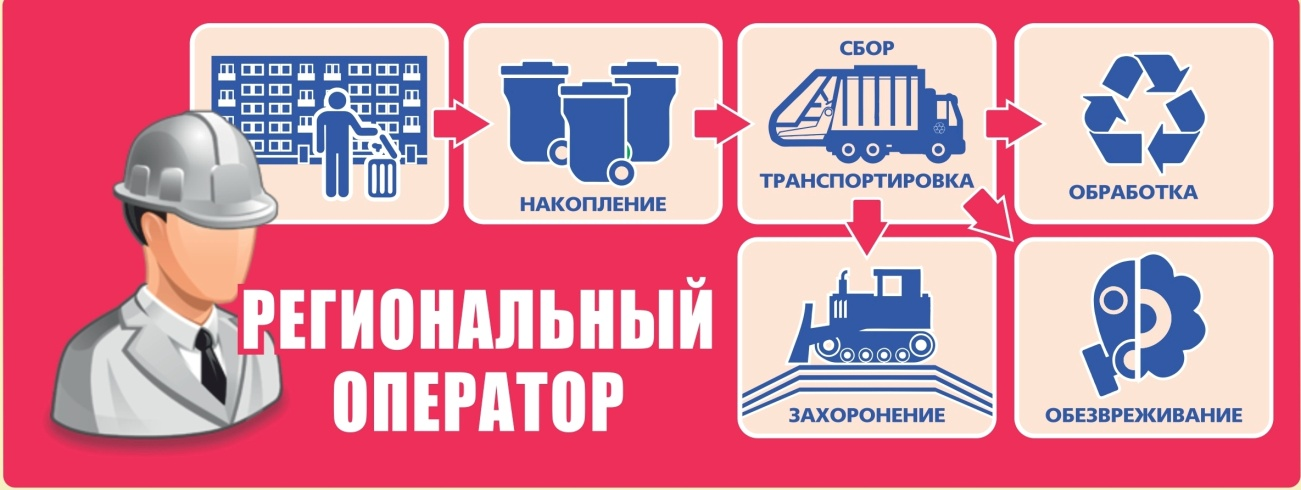 НАКОПЛЕНИЕ
СБОР
ТРАНСПОРТИРОВКА
ОБРАБОТКА
РЕГИОНАЛЬНЫЙ
ОПЕРАТОР
ЗАХОРОНЕНИЕ
ОБЕЗВРЕЖИВАНИЕ